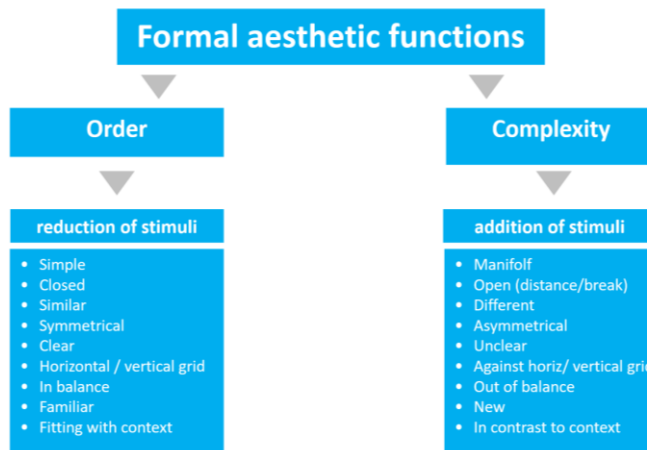 Formal aesthetic functions
Order
Complexity
reduction of stimuli
• Simple
• Closed
• Similar
• Symmetrical
• Clear
• Horizontal / vertical grid
• In balance
• Familiar
• Fitting with context
addition of stimuli
• Manifolf
• Open (distance/break)
• Different
• Asymmetrical
• Unclear
• Against horiz/ vertical grid
• Out of balance
• New
• In contrast to context